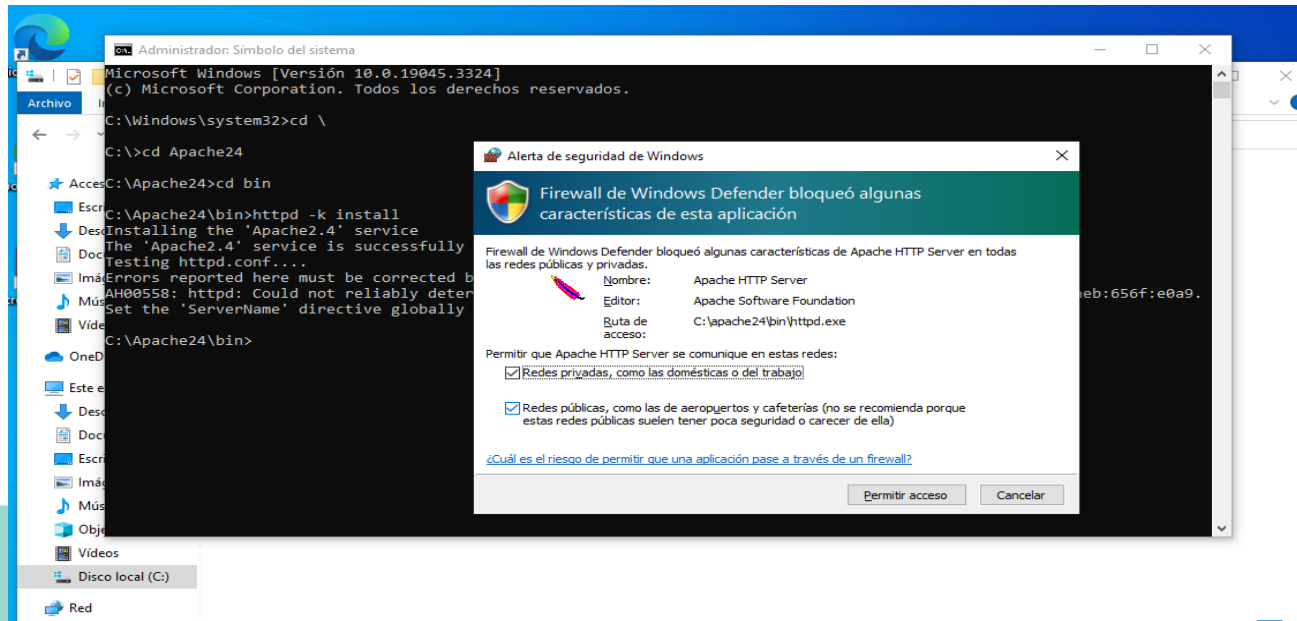 Administrador: Símbolo del sistema
Microsoft Windows [Versión 10.0.19045.3324]
(c) Microsoft Corporation. Todos los derechos reservados.
C:\Windows\system32>cd \
C:\>cd Apache24
C:\Apache24>cd bin
C:\Apache24\bin>httpd -k install
Installing the 'Apache2.4' service
The 'Apache2.4' service is successfully
Testing httpd.conf....
Errors reported here must be corrected b
AH00558: httpd: Could not reliably deter
eb:656f:e0a9.
Set the 'ServerName' directive globally
C:\Apache24\bin>
Alerta de seguridad de Windows
Firewall de Windows Defender bloqueó algunas
características de esta aplicación
Firewall de Windows Defender bloqueó algunas características de Apache HTTP Server en todas
las redes públicas y privadas.
Nombre: Apache HTTP Server
Editor: Apache Software Foundation
Ruta de acceso: C:\apache24\bin\httpd.exe
Permitir que Apache HTTP Server se comunique en estas redes:
Redes privadas, como las domésticas o del trabajo
Redes públicas, como las de aeropuertos y cafeterías (no se recomienda porque
estas redes públicas suelen tener poca seguridad o carecer de ella)
¿Cuál es el riesgo de permitir que una aplicación pase a través de un firewall?
Permitir acceso
Cancelar
Archivo
Acces
Escri
Desc
Doc
Imá
Mús
Víde
OneD
Este e
Desc
Doc
Escri
Imág
Mús
Obje
Vídeos
Disco local (C:)
Red